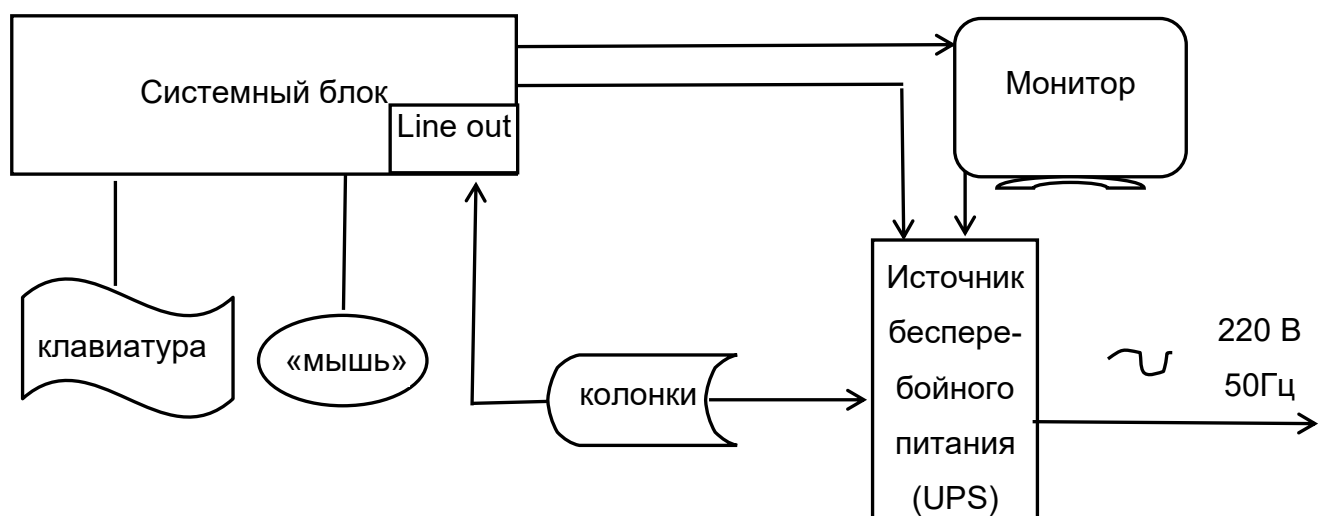 Системный блок
Line out
Монитор
клавиатура
«мышь»
колонки
Источник
беспере-
бойного
питания
(UPS)
220 В
50Гц